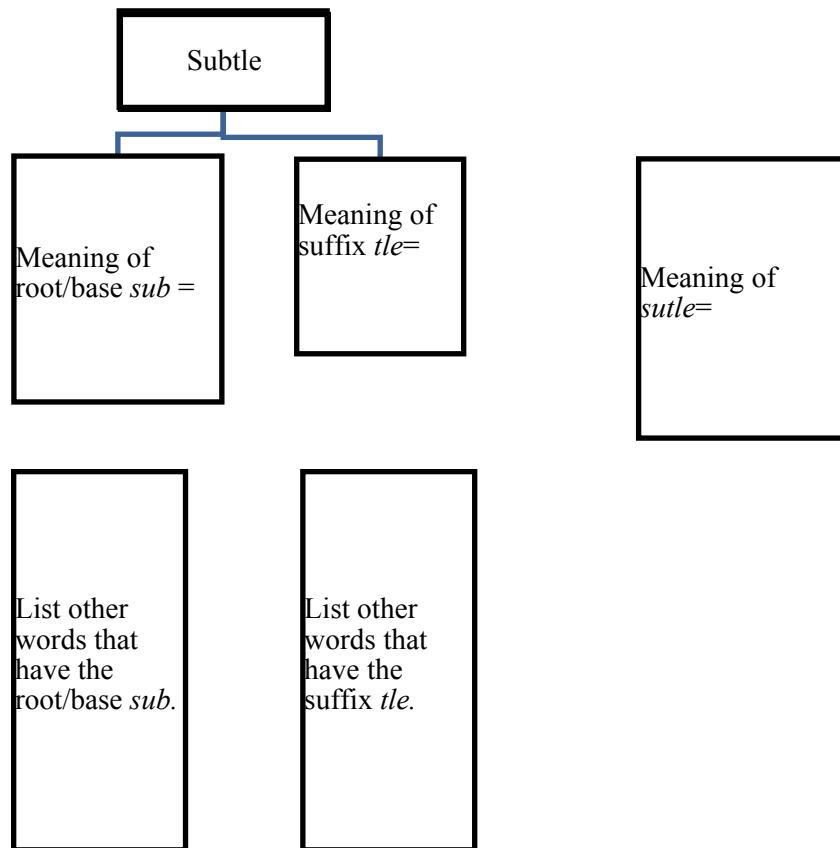 Subtle
Meaning of
root/base sub =
Meaning of
suffix tle=
Meaning of
sutle=
List other
words that
have the
root/base sub.
List other
words that
have the
suffix tle.